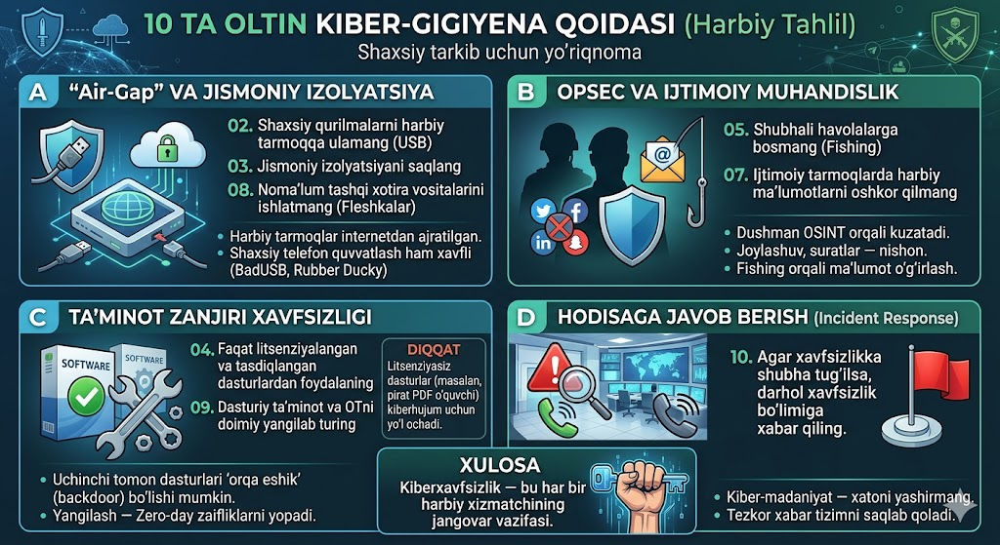 10 TA OLTIN KIBER-GIGIYENA QOIDASI (Harbiy Tahlil)
Shaxsiy tarkib uchun yo'riqnoma
A "Air-Gap" VA JISMONIY IZOLYATSIYA
02. Shaxsiy qurilmalarni harbiy
tarmoqqa ulamang (USB)
03. Jismoniy izolyatsiyani saqlang
08. Noma'lum tashqi xotira vositalarini
ishlatmang (Fleshkalar)
• Harbiy tarmoqlar internetdan ajratilgan.
• Shaxsiy telefon quvvatlash ham xavfli
(BadUSB, Rubber Ducky)
B OPSEC VA IJTIMOIY MUHANDISLIK
@
f
in
05. Shubhali havolalarga
bosmang (Fishing)
07. Ijtimoiy tarmoqlarda harbiy
ma'lumotlarni oshkor qilmang
• Dushman OSINT orqali kuzatadi.
• Joylashuv, suratlar — nishon.
• Fishing orqali ma'lumot o'g'irlash.
C TA'MINOT ZANJIRI XAVFSIZLIGI
SOFTWARE
SOFTWARE
04. Faqat litsenziyalangan
va tasdiqlangan
dasturlardan foydalaning
09. Dasturiy ta'minot va OTni
doimiy yangilab turing
DIQQAT
Litsenziyasiz
dasturlar (masalan,
pirat PDF o'quvchi)
kiberhujum uchun
yo'l ochadi.
• Uchinchi tomon dasturlari 'orqa eshik'
(backdoor) bo'lishi mumkin.
• Yangilash — Zero-day zaifliklarni yopadi.
D HODISAGA JAVOB BERISH (Incident Response)
10. Agar xavfsizlikka
shubha tug'ilsa,
darhol xavfsizlik
bo'limiga
xabar qiling.
• Kiber-madaniyat — xatoni yashirmang.
• Tezkor xabar tizimni saqlab qoladi.
XULOSA
Kiberxavfsizlik — bu har bir
harbiy xizmatchining
jangovar vazifasi.